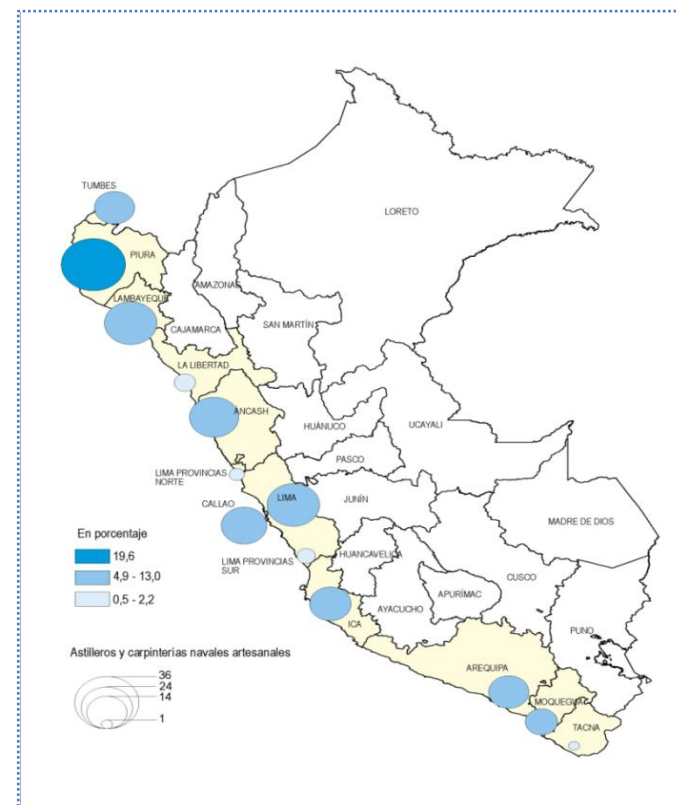 TUMBES
LORETO
PIURA
AMAZONAS
LAMBAYEQUE
CAJAMARCA
SAN MARTÍN
LA LIBERTAD
ANCASH
HUÁNUCO
UCAYALI
PASCO
LIMA PROVINCIAS
NORTE
LIMA
JUNÍN
CALLAO
MADRE DE DIOS
En porcentaje
19,6
4,9 - 13,0
0,5 - 2,2
LIMA PROVINCIAS
SUR
HUANCAVELICA
CUSCO
AYACUCHO
APURÍMAC
ICA
PUNO
Astilleros y carpinterias navales artesanales
36
24
14
1
AREQUIPA
MOQUEGUA
TACNA